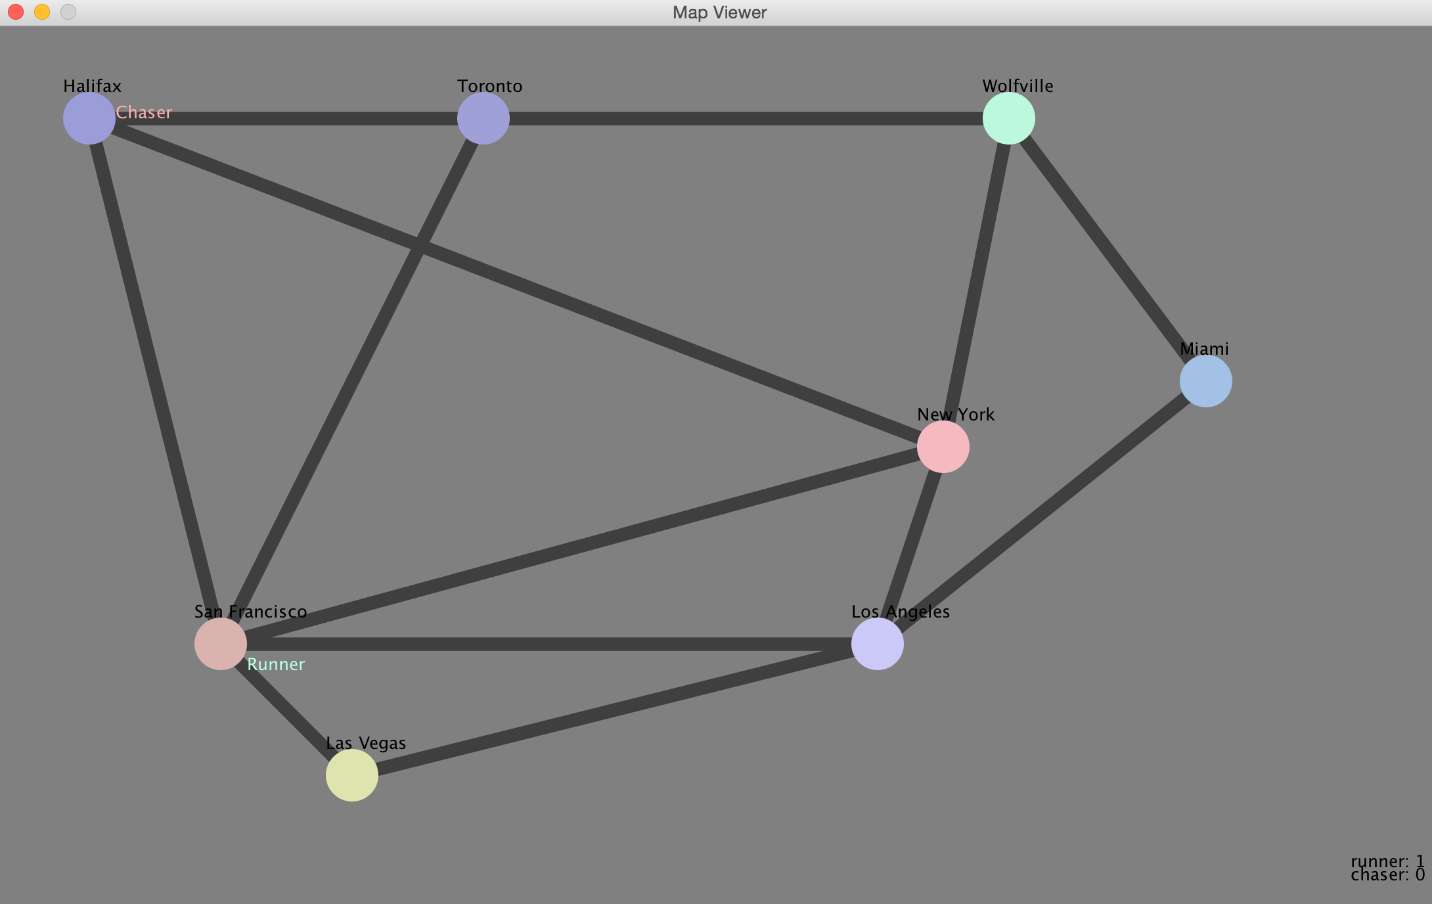 Map Viewer
Halifax
Toronto
Wolfville
Chaser
Miami
New York
San Francisco
Los Angeles
Runner
Las Vegas
runner: 1
chaser: 0